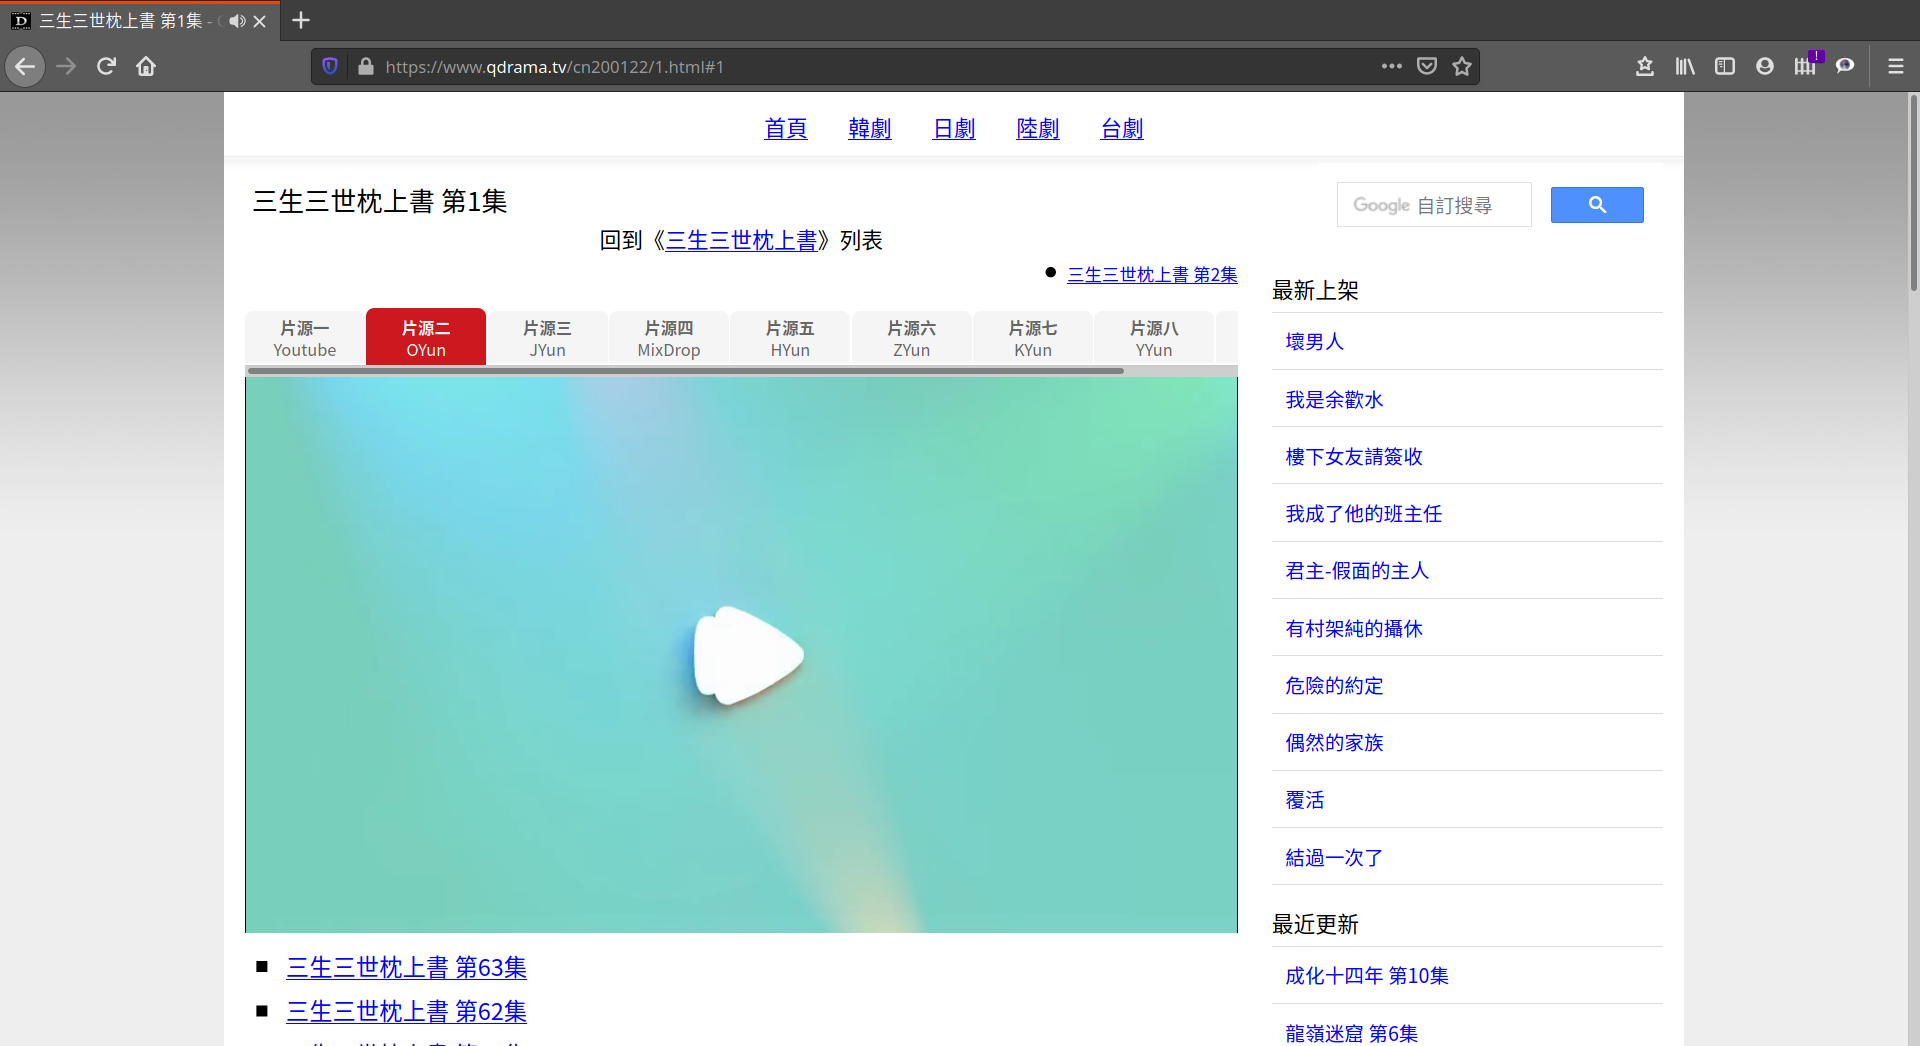 三生三世枕上書 第1集 -
https://www.qdrama.tv/cn200122/1.html#1
首頁 韓劇 日劇 陸劇 台劇
三生三世枕上書 第1集
Google 自訂搜尋
回到《三生三世枕上書》列表
三生三世枕上書 第2集
片源一 Youtube
片源二 OYun
片源三 JYun
片源四 MixDrop
片源五 HYun
片源六 ZYun
片源七 KYun
片源八 YYun
三生三世枕上書 第63集
三生三世枕上書 第62集
最新上架
壞男人
我是余歡水
樓下女友請簽收
我成了他的班主任
君主-假面的主人
有村架純的攝休
危險的約定
偶然的家族
覆活
結過一次了
最近更新
成化十四年 第10集
龍嶺迷窟 第6集